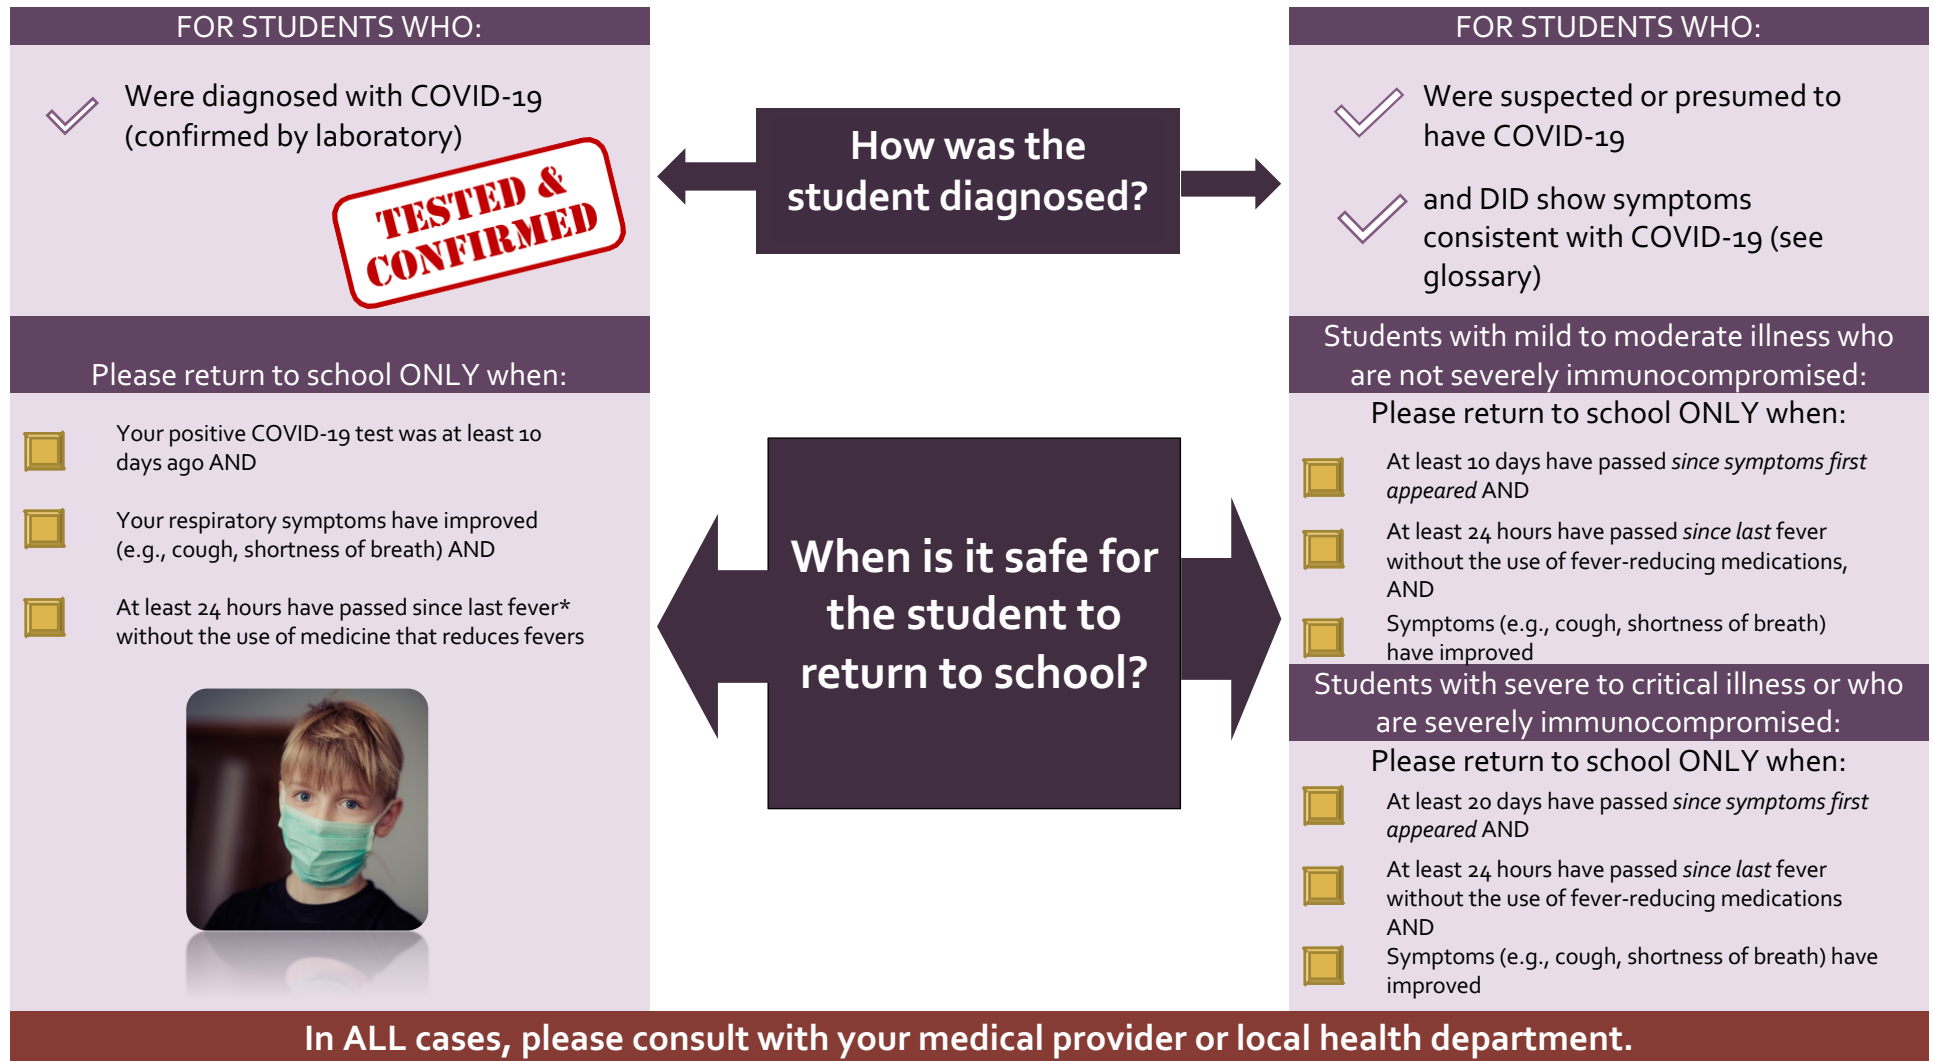 FOR STUDENTS WHO:
Were diagnosed with COVID-19
(confirmed by laboratory)
TESTED &
CONFIRMED
Please return to school ONLY when:
Your positive COVID-19 test was at least 10
days ago AND
Your respiratory symptoms have improved
(e.g., cough, shortness of breath) AND
At least 24 hours have passed since last fever*
without the use of medicine that reduces fevers
How was the
student diagnosed?
When is it safe for
the student to
return to school?
FOR STUDENTS WHO:
Were suspected or presumed to
have COVID-19
and DID show symptoms
consistent with COVID-19 (see
glossary)
Students with mild to moderate illness who
are not severely immunocompromised:
Please return to school ONLY when:
At least 10 days have passed since symptoms first
appeared AND
At least 24 hours have passed since last fever
without the use of fever-reducing medications,
AND
Symptoms (e.g., cough, shortness of breath)
have improved
Students with severe to critical illness or who
are severely immunocompromised:
Please return to school ONLY when:
At least 20 days have passed since symptoms first
appeared AND
At least 24 hours have passed since last fever
without the use of fever-reducing medications
AND
Symptoms (e.g., cough, shortness of breath) have
improved
In ALL cases, please consult with your medical provider or local health department.